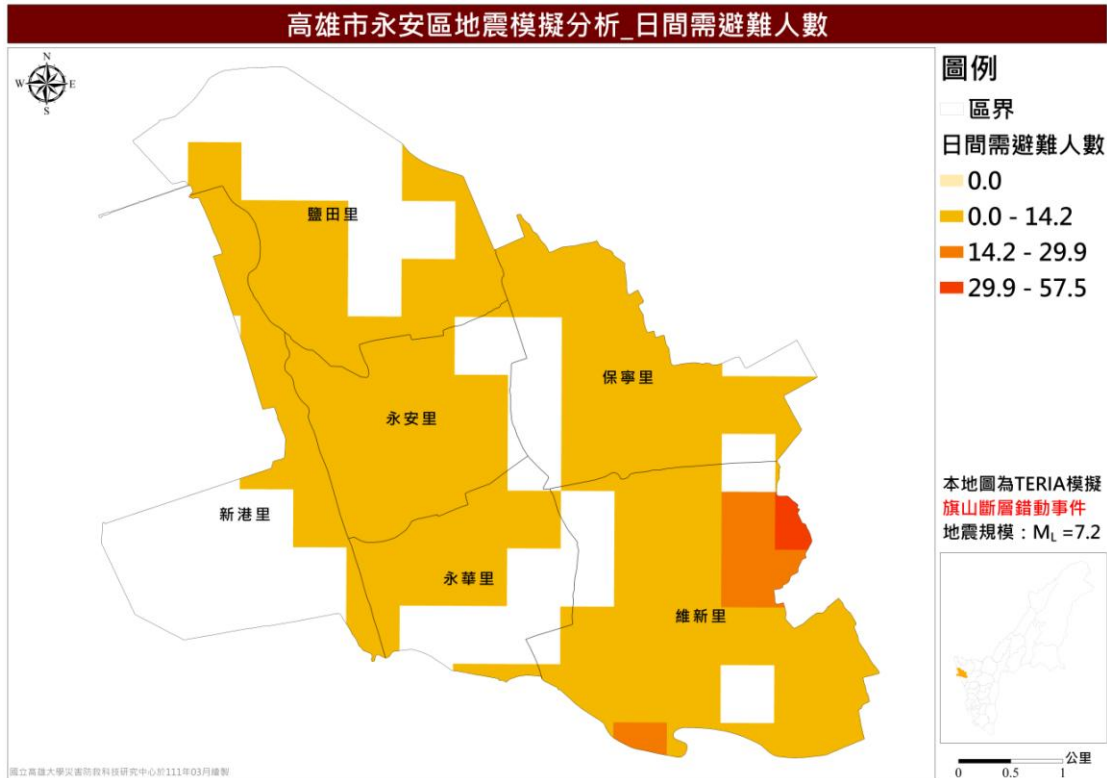 高雄市永安區地震模擬分析_日間需避難人數
N
W
E
S
圖例
區界
日間需避難人數
0.0
0.0 - 14.2
14.2 - 29.9
29.9 - 57.5
鹽田里
保寧里
永安里
新港里
永華里
維新里
本地圖為TERIA模擬
旗山斷層錯動事件
地震規模：ML =7.2
公里
0 0.5 1
國立高雄大學災害防救科技研究中心於111年03月繪製